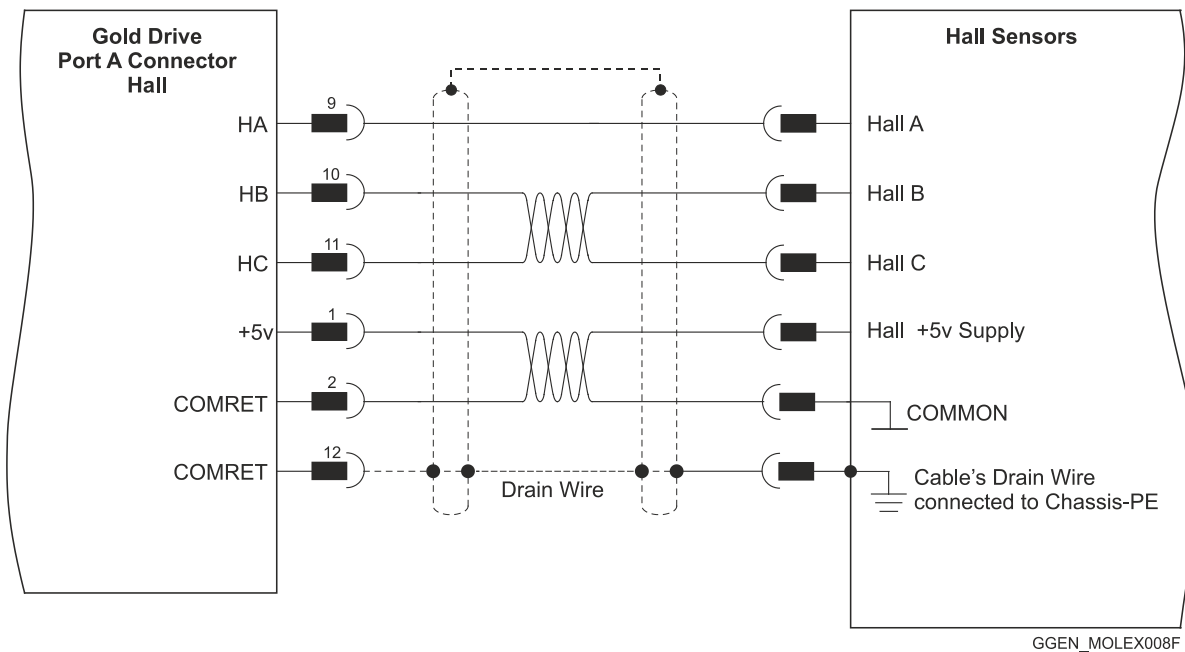 Gold Drive
Port A Connector
Hall
Hall Sensors
HA
9
Hall A
HB
10
Hall B
HC
11
Hall C
+5v
1
Hall +5v Supply
COMRET
2
COMMON
COMRET
12
Drain Wire
Cable's Drain Wire
connected to Chassis-PE
GGEN_MOLEX008F